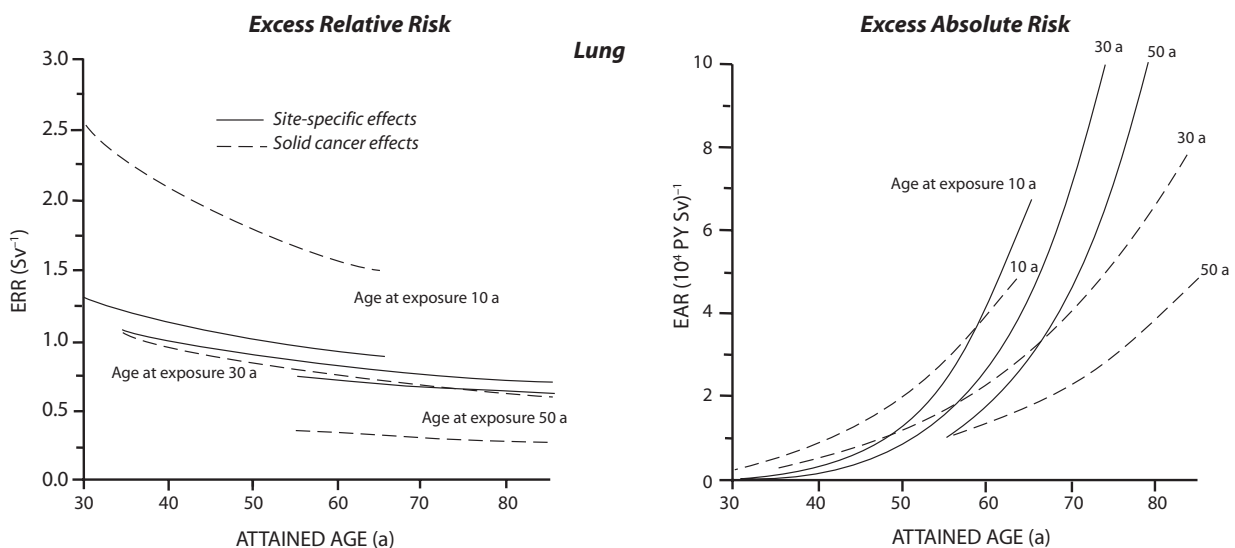 Excess Relative Risk
Lung
Excess Absolute Risk
3.0
2.5
2.0
1.5
1.0
0.5
0.0
ERR (Sv⁻¹)
Site-specific effects
Solid cancer effects
Age at exposure 10 a
Age at exposure 30 a
Age at exposure 50 a
30 40 50 60 70 80
ATTAINED AGE (a)
10
8
6
4
2
0
EAR (10⁴ PY Sv)⁻¹
30 a
50 a
30 a
Age at exposure 10 a
10 a
50 a
30 40 50 60 70 80
ATTAINED AGE (a)